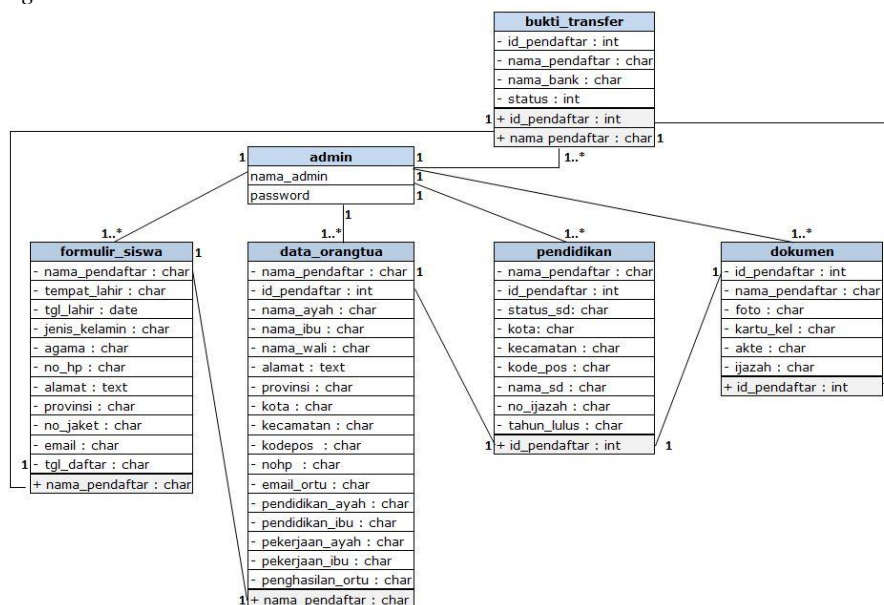 bukti_transfer
- id_pendaftar : int
- nama_pendaftar : char
- nama_bank : char
- status : int
1 + id_pendaftar : int
+ nama pendaftar : char 1
1..*
1 admin 1
nama_admin 1
password 1
1
1..*
formulir_siswa 1
- nama_pendaftar : char
- tempat_lahir : char
- tgl_lahir : date
- jenis_kelamin : char
- agama : char
- no_hp : char
- alamat : text
- provinsi : char
- no_jaket : char
- email : char
1 - tgl_daftar : char
+ nama_pendaftar : char
1..*
data_orangtua
- nama_pendaftar : char 1
- id_pendaftar : int
- nama_ayah : char
- nama_ibu : char
- nama_wali : char
- alamat : text
- provinsi : char
- kota : char
- kecamatan : char
- kodepos : char
- nohp : char
- email_ortu : char
- pendidikan_ayah : char
- pendidikan_ibu : char
- pekerjaan_ayah : char
- pekerjaan_ibu : char
- penghasilan_ortu : char
1 + nama_pendaftar : char
1..*
pendidikan
- nama_pendaftar : char
- id_pendaftar : int
- status_sd: char
- kota: char
- kecamatan : char
- kode_pos : char
- nama_sd : char
- no_ijazah : char
- tahun_lulus : char
1 + id_pendaftar : int 1
1..*
dokumen
1 - id_pendaftar : int
- nama_pendaftar : char
- foto : char
- kartu_kel : char
- akte : char
- ijazah : char
+ id_pendaftar : int